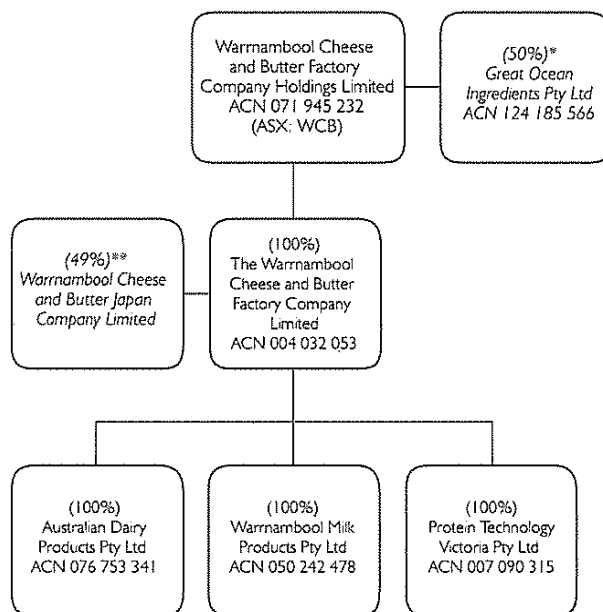 Warrnambool Cheese
and Butter Factory
Company Holdings Limited
ACN 071 945 232
(ASX: WCB)
(50%)*
Great Ocean
Ingredients Pty Ltd
ACN 124 185 566
(49%)**
Warrnambool Cheese
and Butter Japan
Company Limited
(100%)
The Warrnambool
Cheese and Butter
Factory Company
Limited
ACN 004 032 053
(100%)
Australian Dairy
Products Pty Ltd
ACN 076 753 341
(100%)
Warrnambool Milk
Products Pty Ltd
ACN 050 242 478
(100%)
Protein Technology
Victoria Pty Ltd
ACN 007 090 315